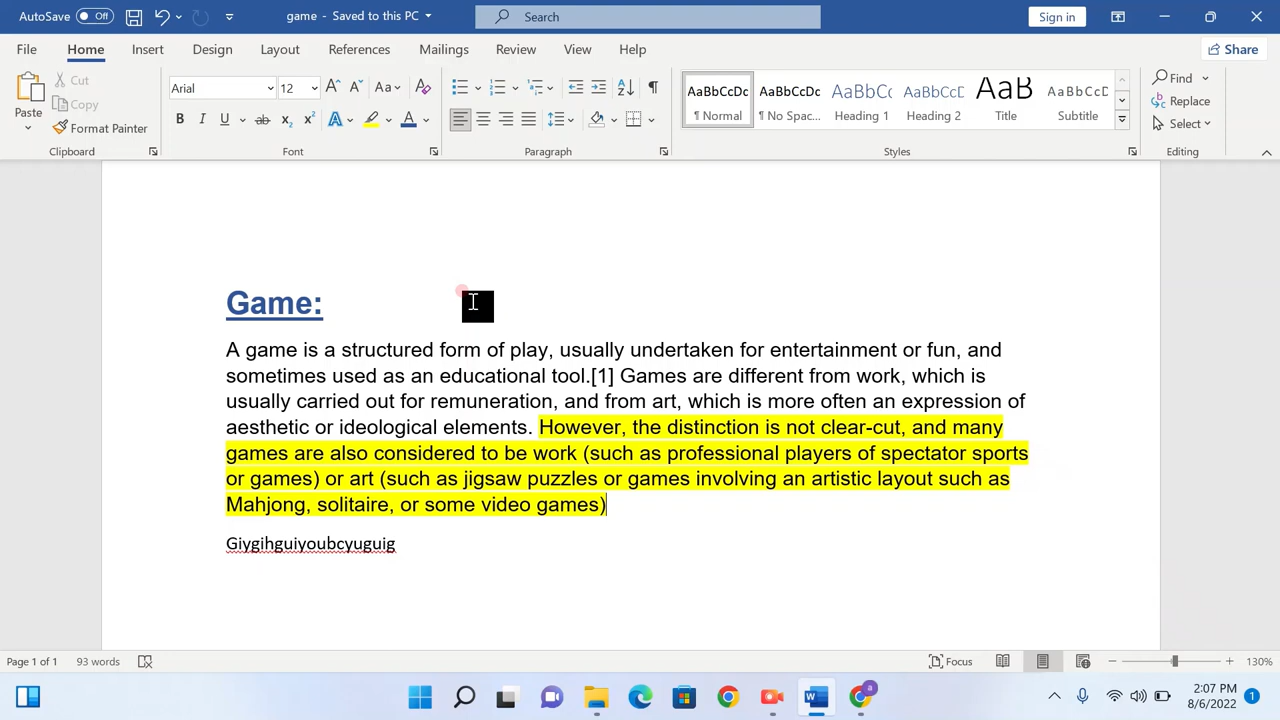 AutoSave Off game - Saved to this PC Search Sign in
File Home Insert Design Layout References Mailings Review View Help Share
Paste Cut Copy Format Painter Clipboard
Arial 12 Aa
B I U ab x2 x2 A A Font
Paragraph
AaBbCcDc AaBbCcDc AaBbCc AaBbCcD AaB AaBbCcD
¶ Normal ¶ No Spac... Heading 1 Heading 2 Title Subtitle
Styles
Find
Replace
Select
Editing
Game:
A game is a structured form of play, usually undertaken for entertainment or fun, and
sometimes used as an educational tool.[1] Games are different from work, which is
usually carried out for remuneration, and from art, which is more often an expression of
aesthetic or ideological elements. However, the distinction is not clear-cut, and many
games are also considered to be work (such as professional players of spectator sports
or games) or art (such as jigsaw puzzles or games involving an artistic layout such as
Mahjong, solitaire, or some video games)
Giygihguiyoubcyuguig
Page 1 of 1 93 words Focus 130%
2:07 PM
8/6/2022 1